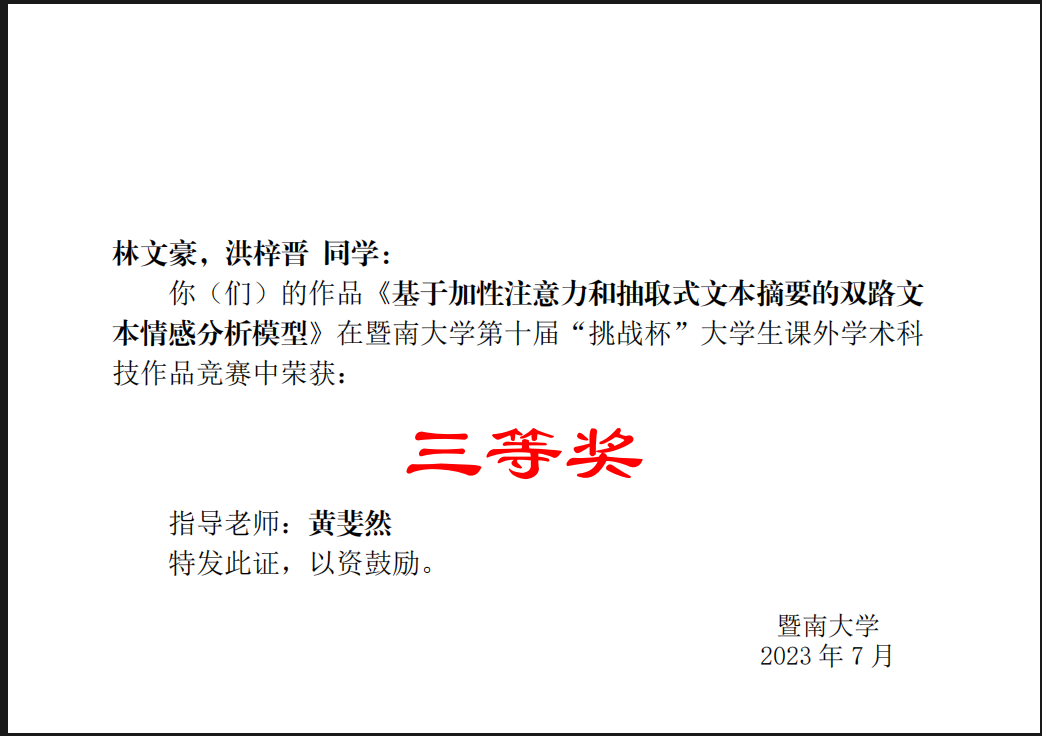 林文豪，洪梓晋 同学：
你（们）的作品《基于加性注意力和抽取式文本摘要的双路文
本情感分析模型》在暨南大学第十届“挑战杯”大学生课外学术科
技作品竞赛中荣获：
三等奖
指导老师：黄斐然
特发此证，以资鼓励。
暨南大学
2023 年 7 月